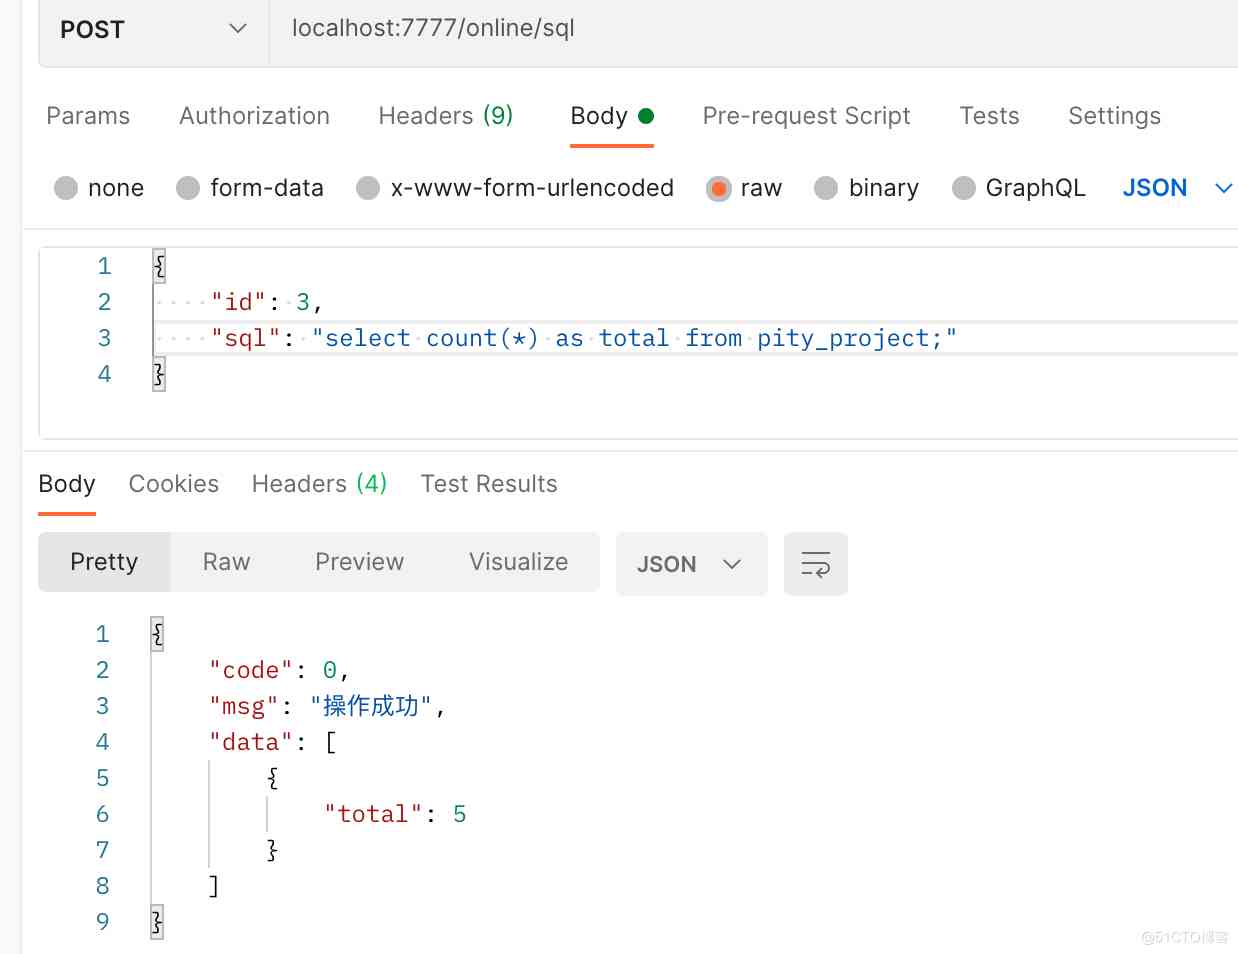 POST localhost:7777/online/sql
Params Authorization Headers (9) Body Pre-request Script Tests Settings
none form-data x-www-form-urlencoded raw binary GraphQL JSON
1 {
2 "id": 3,
3 "sql": "select count(*) as total from pity_project;"
4 }
Body Cookies Headers (4) Test Results
Pretty Raw Preview Visualize JSON
1 {
2 "code": 0,
3 "msg": "操作成功",
4 "data": [
5 {
6 "total": 5
7 }
8 ]
9 }
@51CTO博客